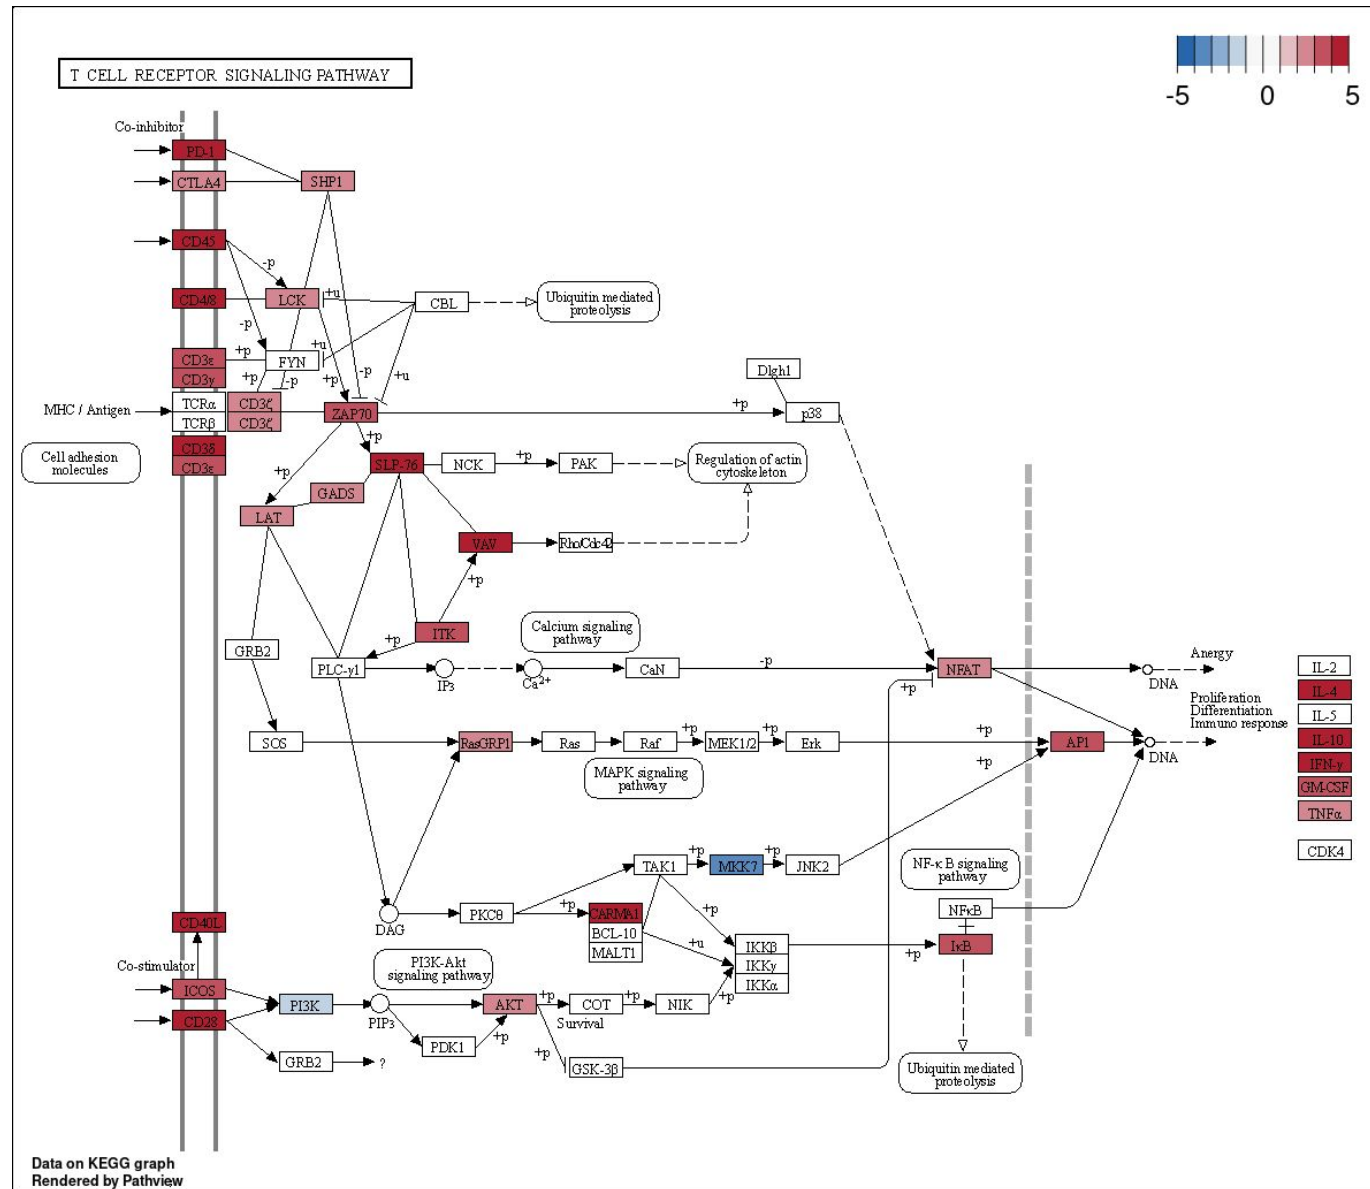 T CELL RECEPTOR SIGNALING PATHWAY
-5 0 5
Co-inhibitor
PD-1
CTLA4
SHP1
CD45
-p
CD4/8
LCK
+u
CBL
Ubiquitin mediated
proteolysis
-p
+u
CD3ε
+p
FYN
CD3γ
+p
-p
+p
-p
+u
Dlgh1
MHC / Antigen
TCRα
CD3ζ
ZAP70
+p
p38
TCRβ
CD3ζ
+p
Cell adhesion
molecules
CD3δ
CD3ε
+p
SLP-76
NCK
+p
PAK
Regulation of actin
cytoskeleton
GADS
LAT
VAV
Rho/Cdc42
+p
ITK
+p
Calcium signaling
pathway
GRB2
PLC-γ1
IP3
Ca2+
CaN
-p
NFAT
+p
DNA
Anergy
Proliferation
Differentiation
Immuno response
IL-2
IL-4
IL-5
IL-10
IFN-γ
GM-CSF
TNFα
CDK4
SOS
RasGRP1
Ras
Raf
+p
MEK1/2
+p
Erk
+p
AP1
DNA
MAPK signaling
pathway
+p
TAK1
+p
MKK7
+p
JNK2
NF-κB signaling
pathway
DAG
PKCθ
+p
CARMA1
BCL-10
MALT1
+p
+u
IKKβ
IKKγ
IKKα
NFκB
+p
IκB
CD40L
Co-stimulator
PI3K-Akt
signaling pathway
ICOS
CD28
PI3K
PIP3
AKT
+p
COT
+p
NIK
+p
Survival
PDK1
+p
+p
GSK-3β
GRB2
?
Ubiquitin mediated
proteolysis
Data on KEGG graph
Rendered by Pathview